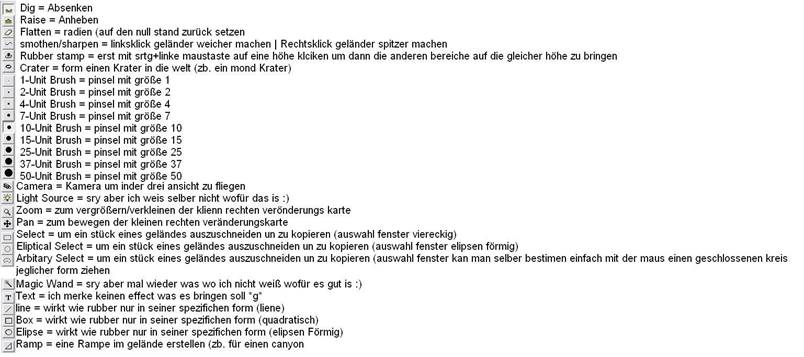 Dig = Absenken
Raise = Anheben
Flatten = radien (auf den null stand zurück setzen
smothen/sharpen = linksklick geländer weicher machen | Rechtsklick geländer spitzer machen
Rubber stamp = erst mit srtg+linke maustaste auf eine höhe klciken um dann die anderen bereiche auf die gleicher höhe zu bringen
Crater = form einen Krater in die welt (zb. ein mond Krater)
1-Unit Brush = pinsel mit größe 1
2-Unit Brush = pinsel mit größe 2
4-Unit Brush = pinsel mit größe 4
7-Unit Brush = pinsel mit größe 7
10-Unit Brush = pinsel mit größe 10
15-Unit Brush = pinsel mit größe 15
25-Unit Brush = pinsel mit größe 25
37-Unit Brush = pinsel mit größe 37
50-Unit Brush = pinsel mit größe 50
Camera = Kamera um inder drei ansicht zu fliegen
Light Source = sry aber ich weis selber nicht wofür das is :)
Zoom = zum vergrößern/verkleinen der klienn rechten verönderungs karte
Pan = zum bewegen der kleinen rechten veränderungskarte
Select = um ein stück eines geländes auszuschneiden un zu kopieren (auswahl fenster viereckig)
Eliptical Select = um ein stück eines geländes auszuschneiden un zu kopieren (auswahl fenster elipsen förmig)
Arbitary Select = um ein stück eines geländes auszuschneiden un zu kopieren (auswahl fenster kann man selber bestimen einfach mit der maus einen geschlossenen kreis
jeglicher form ziehen
Magic Wand = sry aber mal wieder was wo ich nicht weiß wofür es gut is :)
Text = ich merke keinen effect was es bringen soll *g*
line = wirkt wie rubber nur in seiner spezifichen form (liene)
Box = wirkt wie rubber nur in seiner spezifichen form (quadratisch)
Elipse = wirkt wie rubber nur in seiner spezifichen form (elipsen Förmig)
Ramp = eine Rampe im gelände erstellen (zb. für einen canyon